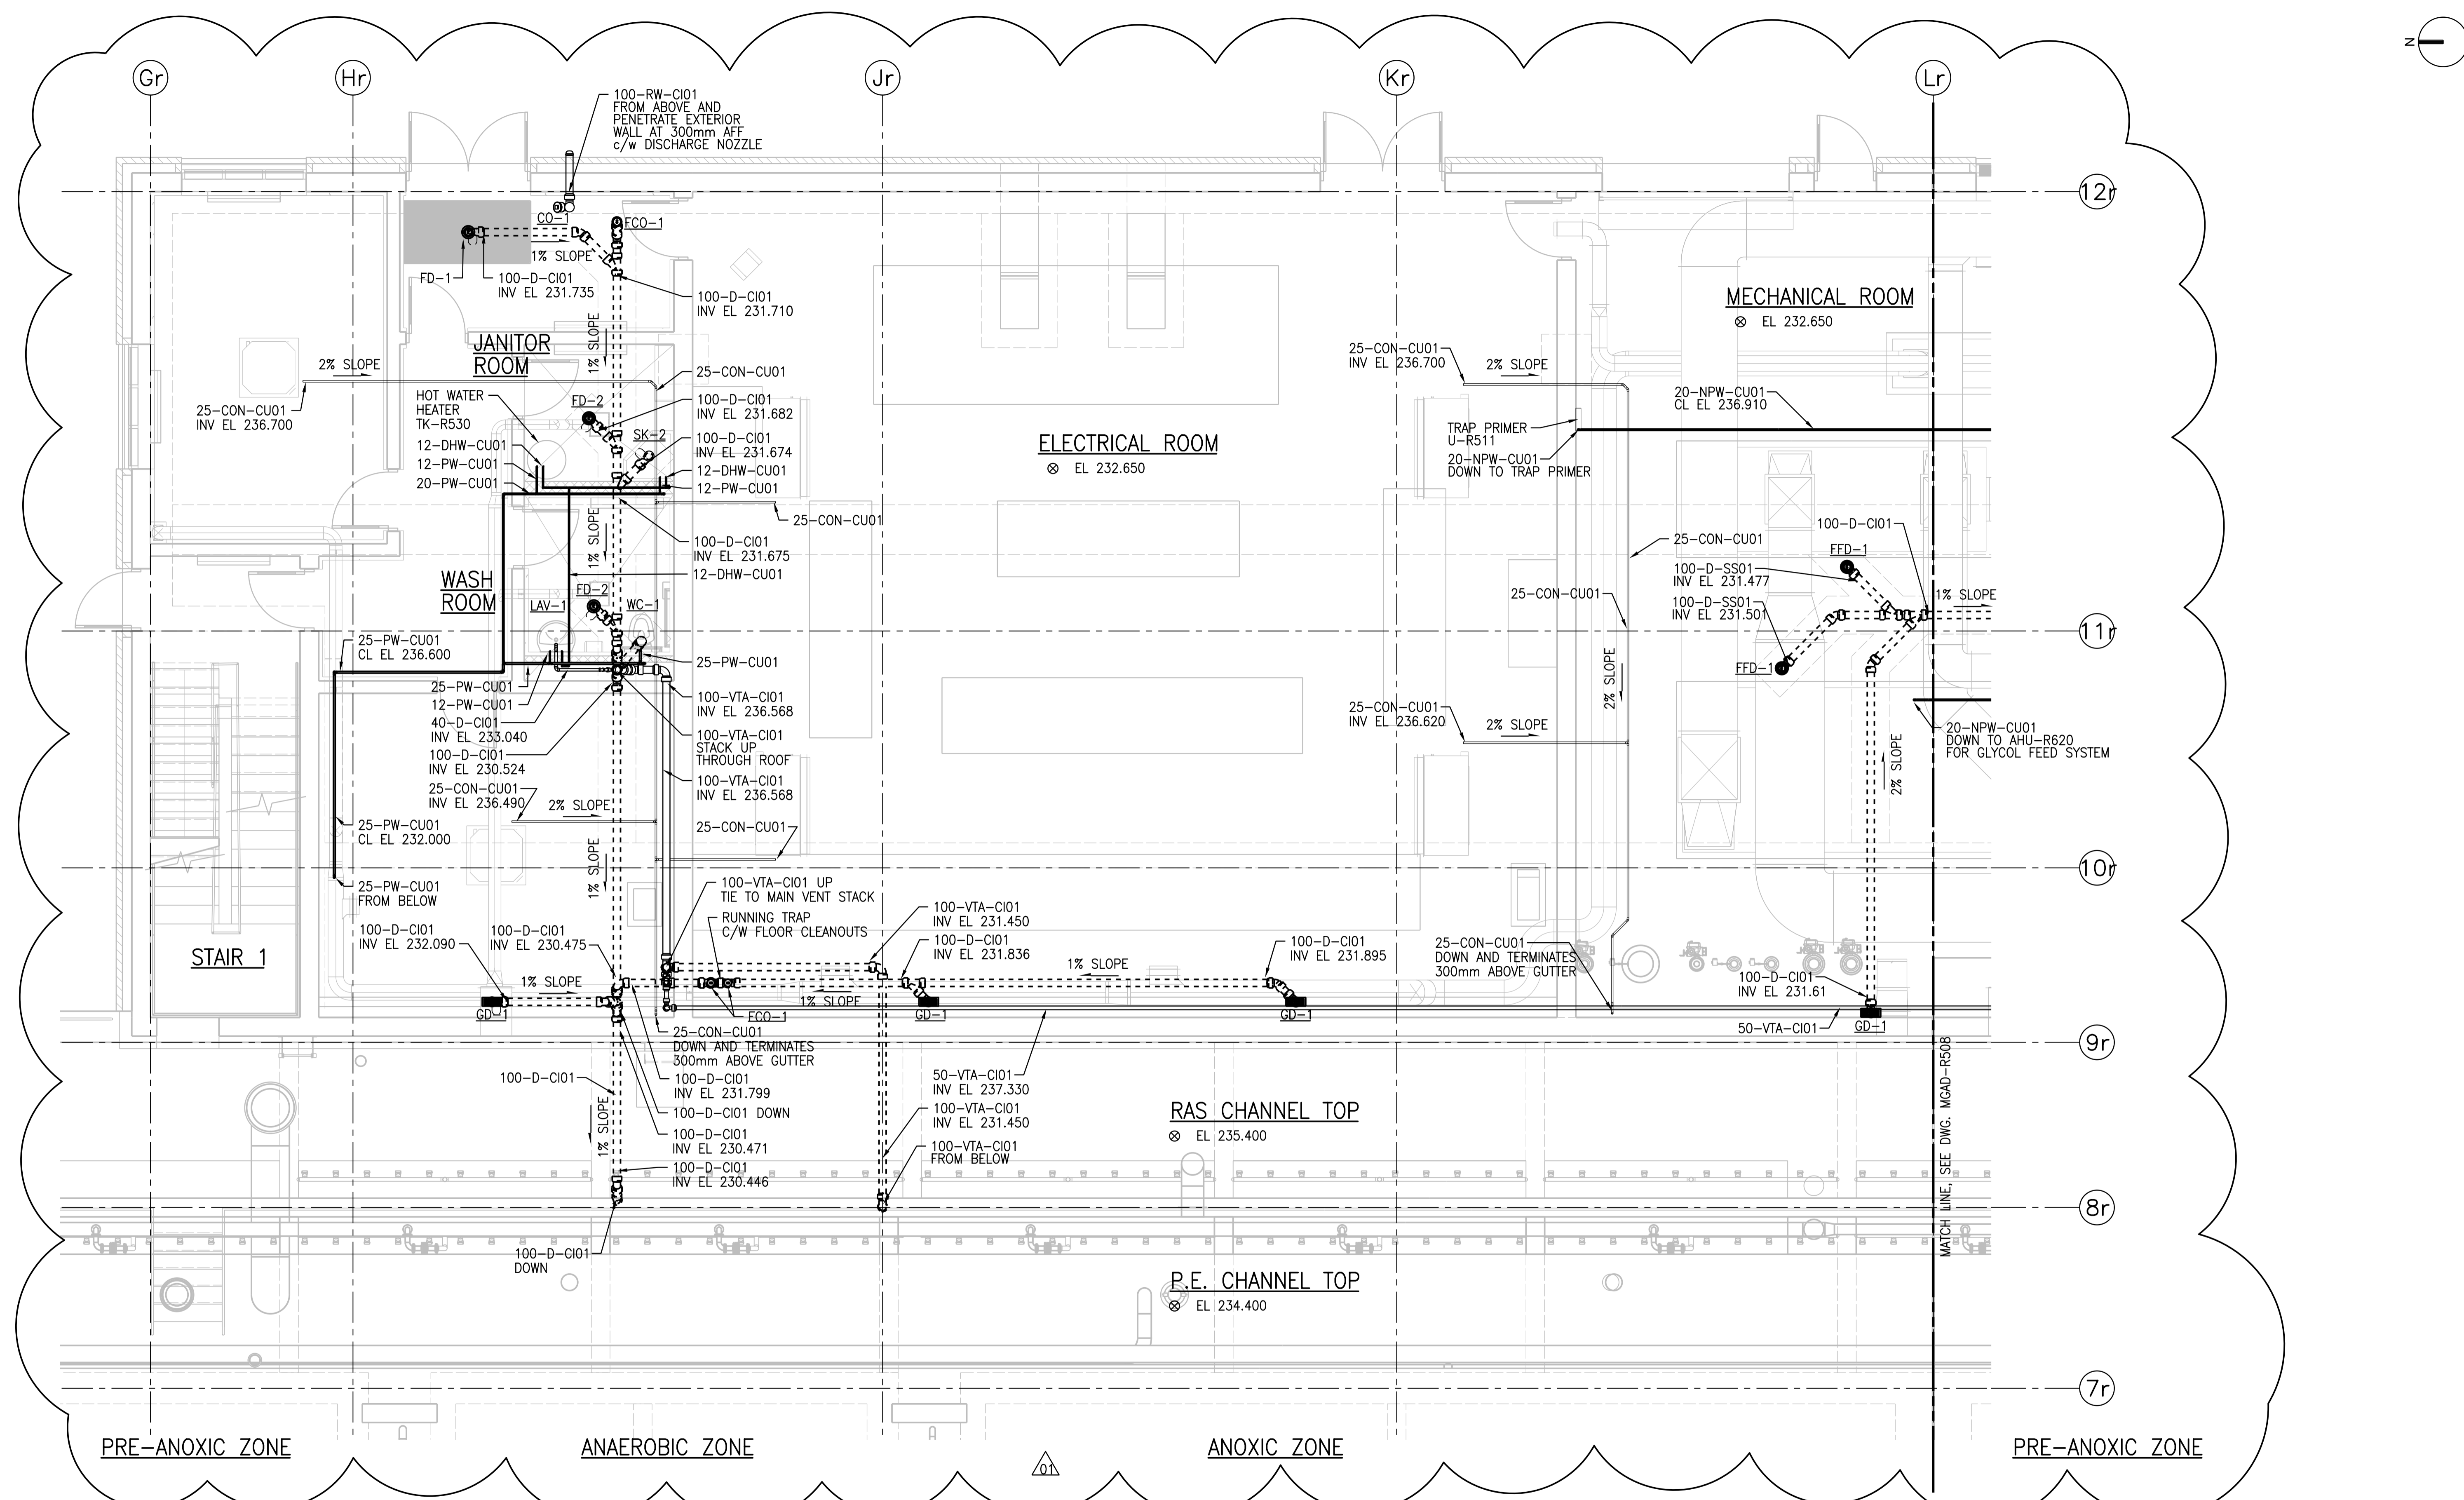 N
Gr
Hr
Jr
Kr
Lr
100-RW-CI01
FROM ABOVE AND
PENETRATE EXTERIOR
WALL AT 300mm AFF
c/w DISCHARGE NOZZLE
12r
CO-1
FCO-1
1% SLOPE
FD-1
100-D-CI01
INV EL 231.735
100-D-CI01
INV EL 231.710
MECHANICAL ROOM
EL 232.650
JANITOR
ROOM
1% SLOPE
2% SLOPE
25-CON-CU01
25-CON-CU01
INV EL 236.700
2% SLOPE
25-CON-CU01
INV EL 236.700
HOT WATER
HEATER
TK-R530
FD-2
100-D-CI01
INV EL 231.682
20-NPW-CU01
CL EL 236.910
12-DHW-CU01
12-PW-CU01
20-PW-CU01
SK-2
100-D-CI01
INV EL 231.674
12-DHW-CU01
12-PW-CU01
ELECTRICAL ROOM
EL 232.650
TRAP PRIMER
U-R511
20-NPW-CU01
DOWN TO TRAP PRIMER
25-CON-CU01
1% SLOPE
100-D-CI01
INV EL 231.675
12-DHW-CU01
100-D-CI01
25-CON-CU01
FFD-1
100-D-SS01
INV EL 231.477
100-D-SS01
INV EL 231.501
1% SLOPE
25-CON-CU01
WASH
ROOM
FD-2
LAV-1
WC-1
11r
25-PW-CU01
CL EL 236.600
25-PW-CU01
FFD-1
2% SLOPE
25-PW-CU01
12-PW-CU01
40-D-CI01
INV EL 233.040
100-D-CI01
INV EL 230.524
100-VTA-CI01
INV EL 236.568
100-VTA-CI01
STACK UP
THROUGH ROOF
100-VTA-CI01
INV EL 236.568
25-CON-CU01
INV EL 236.620
2% SLOPE
20-NPW-CU01
DOWN TO AHU-R620
FOR GLYCOL FEED SYSTEM
2% SLOPE
25-CON-CU01
INV EL 236.490
2% SLOPE
25-CON-CU01
25-PW-CU01
CL EL 232.000
1% SLOPE
10r
25-PW-CU01
FROM BELOW
100-VTA-CI01 UP
TIE TO MAIN VENT STACK
RUNNING TRAP
C/W FLOOR CLEANOUTS
100-VTA-CI01
INV EL 231.450
100-D-CI01
INV EL 232.090
100-D-CI01
INV EL 230.475
100-D-CI01
INV EL 231.836
100-D-CI01
INV EL 231.895
25-CON-CU01
DOWN AND TERMINATES
300mm ABOVE GUTTER
STAIR 1
1% SLOPE
1% SLOPE
1% SLOPE
100-D-CI01
INV EL 231.61
GD-1
FCO-1
GD-1
GD-1
50-VTA-CI01
GD-1
25-CON-CU01
DOWN AND TERMINATES
300mm ABOVE GUTTER
9r
100-D-CI01
100-D-CI01
INV EL 231.799
50-VTA-CI01
INV EL 237.330
100-D-CI01 DOWN
100-VTA-CI01
INV EL 231.450
RAS CHANNEL TOP
EL 235.400
1% SLOPE
100-D-CI01
INV EL 230.471
100-VTA-CI01
FROM BELOW
100-D-CI01
INV EL 230.446
MATCH LINE, SEE DWG. MGAD-R508
8r
100-D-CI01
DOWN
P.E. CHANNEL TOP
EL 234.400
7r
PRE-ANOXIC ZONE
ANAEROBIC ZONE
ANOXIC ZONE
PRE-ANOXIC ZONE
01